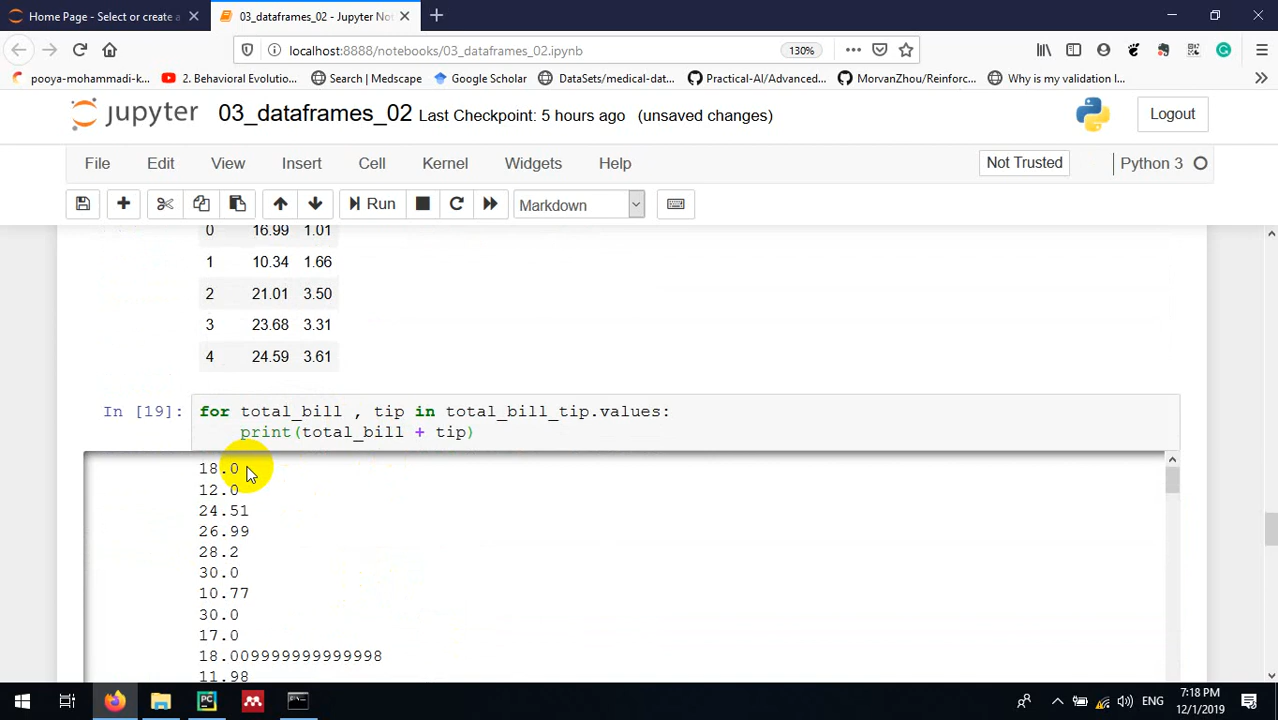 Home Page - Select or create a
03_dataframes_02 - Jupyter Not
localhost:8888/notebooks/03_dataframes_02.ipynb
130%
pooya-mohammadi-k...
2. Behavioral Evolutio...
Search | Medscape
Google Scholar
DataSets/medical-dat...
Practical-AI/Advanced...
MorvanZhou/Reinforc...
Why is my validation l...
jupyter
03_dataframes_02
Last Checkpoint: 5 hours ago
(unsaved changes)
Logout
File
Edit
View
Insert
Cell
Kernel
Widgets
Help
Not Trusted
Python 3
Run
Markdown
0 16.99 1.01
1 10.34 1.66
2 21.01 3.50
3 23.68 3.31
4 24.59 3.61
In [19]:
for total_bill , tip in total_bill_tip.values:
print(total_bill + tip)
18.0
12.0
24.51
26.99
28.2
30.0
10.77
30.0
17.0
18.009999999999998
11.98
PC
ENG
7:18 PM
12/1/2019